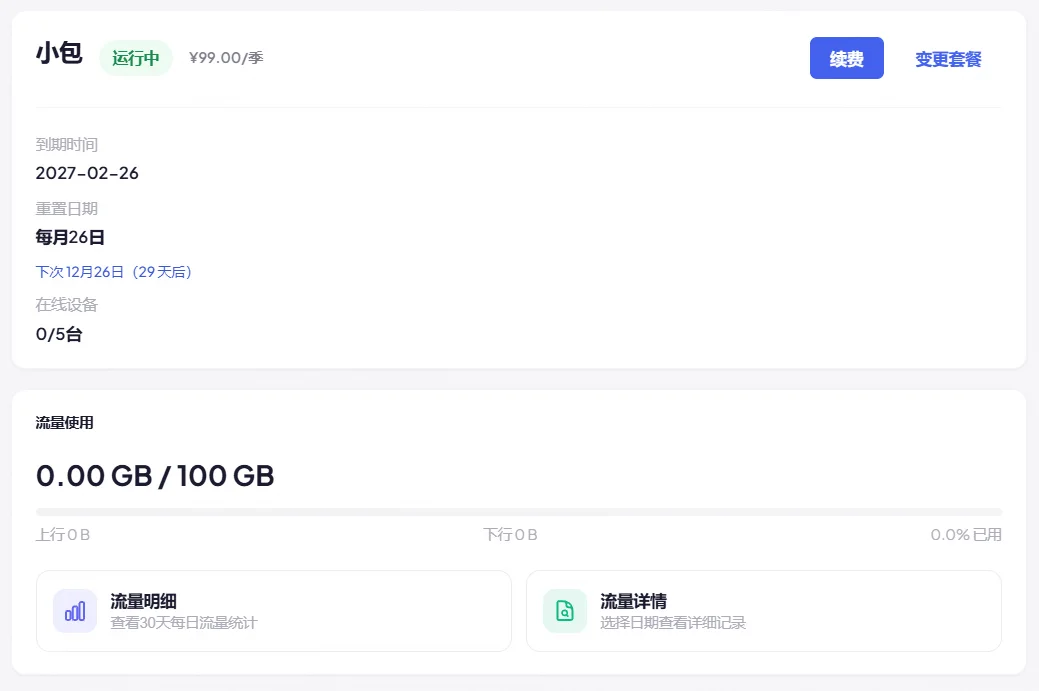 小包 运行中 ¥99.00/季 续费 变更套餐
到期时间
2027-02-26
重置日期
每月26日
下次12月26日（29天后）
在线设备
0/5台
流量使用
0.00 GB / 100 GB
上行 0 B 下行 0 B 0.0% 已用
流量明细
查看30天每日流量统计
流量详情
选择日期查看详细记录